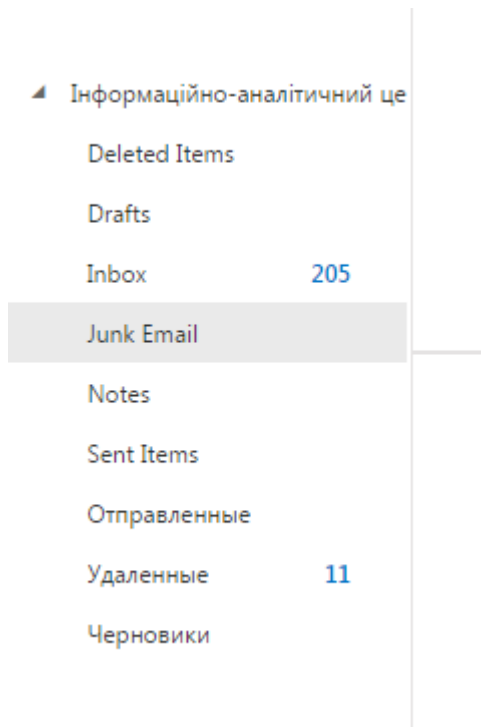 Інформаційно-аналітичний це
Deleted Items
Drafts
Inbox 205
Junk Email
Notes
Sent Items
Отправленные
Удаленные 11
Черновики